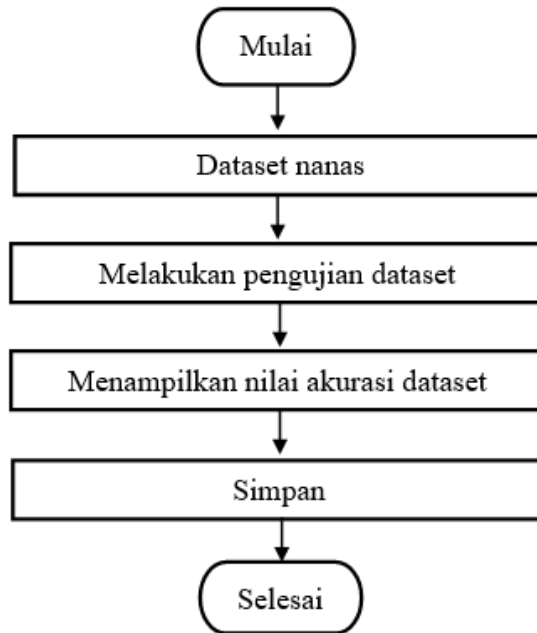 Mulai
Dataset nanas
Melakukan pengujian dataset
Menampilkan nilai akurasi dataset
Simpan
Selesai